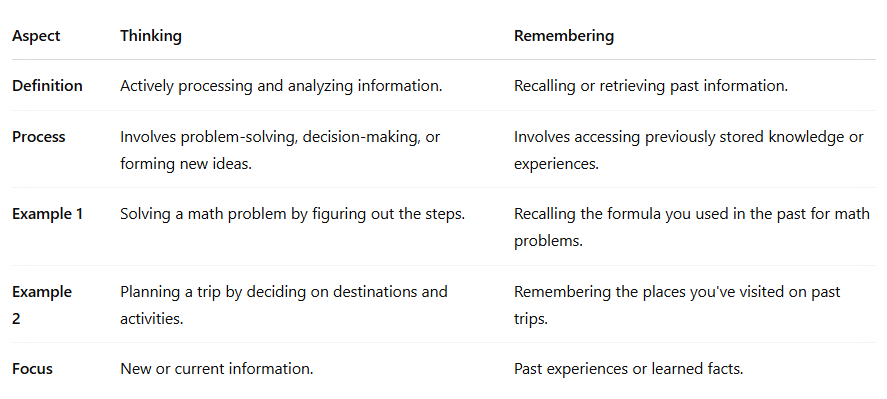 Aspect Thinking Remembering
Definition Actively processing and analyzing information. Recalling or retrieving past information.
Process Involves problem-solving, decision-making, or Involves accessing previously stored knowledge or
forming new ideas. experiences.
Example 1 Solving a math problem by figuring out the steps. Recalling the formula you used in the past for math
problems.
Example Planning a trip by deciding on destinations and Remembering the places you've visited on past
2 activities. trips.
Focus New or current information. Past experiences or learned facts.